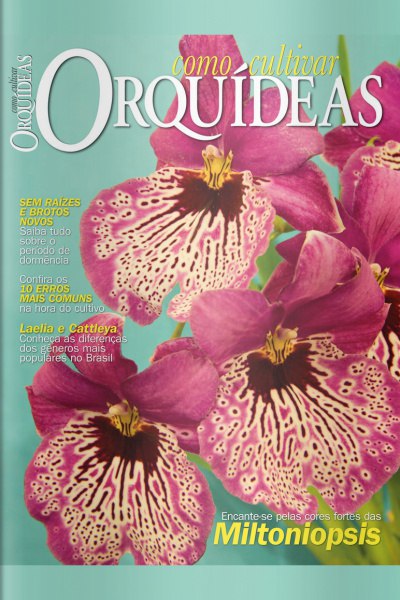 como cultivar
ORQUÍDEAS
como cultivar
ORQUÍDEAS
SEM RAÍZES
E BROTOS
NOVOS
Saiba tudo
sobre o
período de
dormência
Confira os
10 ERROS
MAIS COMUNS
na hora do cultivo
Laelia e Cattleya
Conheça as diferenças
dos gêneros mais
populares no Brasil
Encante-se pelas cores fortes das
Miltoniopsis